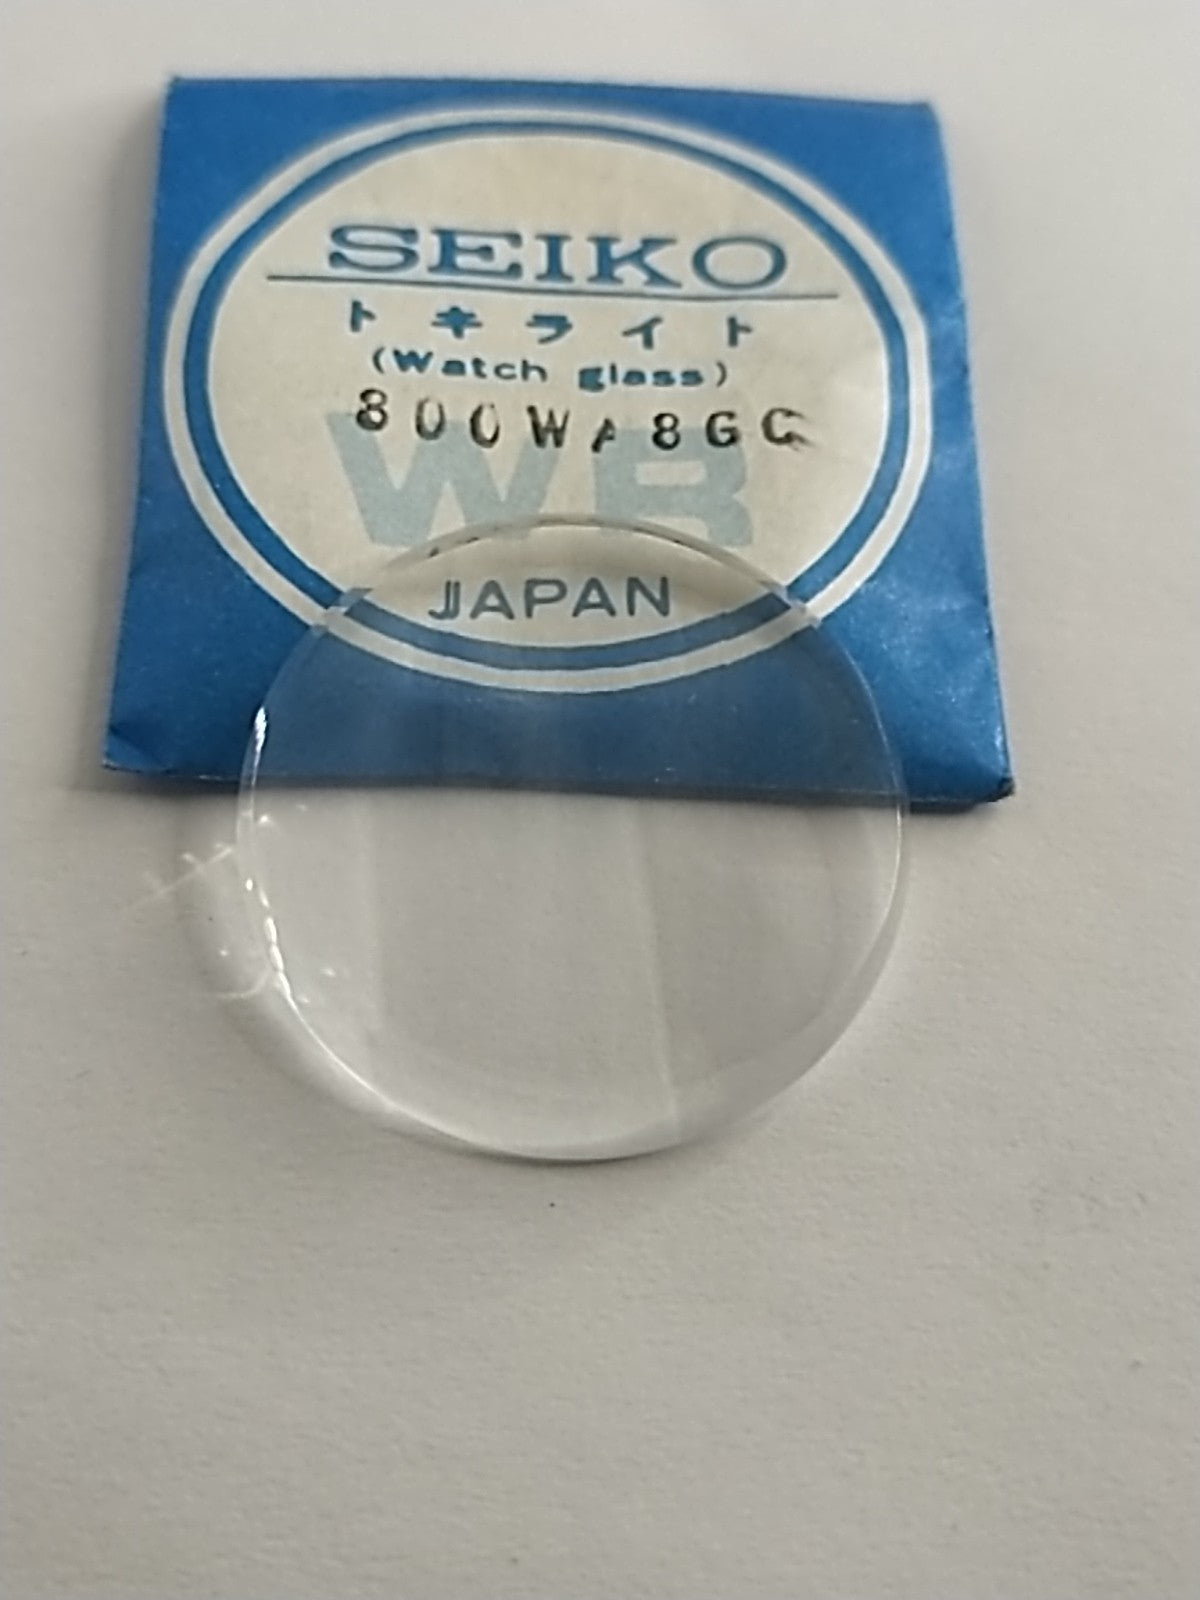 SEIKO
トキライト
(Watch glass)
800WA8GC
WR
JAPAN